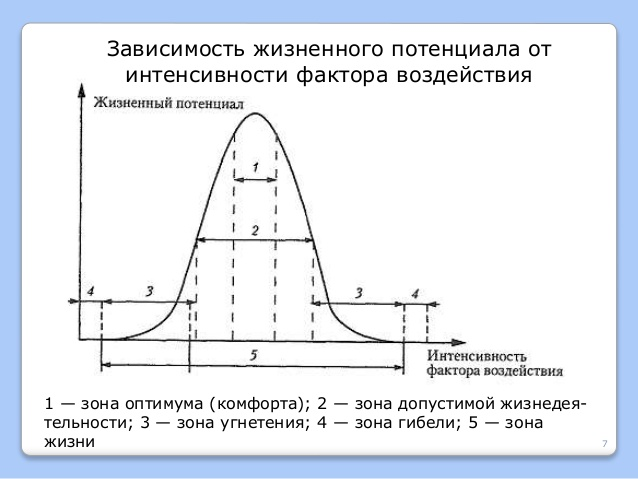 Зависимость жизненного потенциала от
интенсивности фактора воздействия
Жизненный потенциал
1
2
4
3
3
4
5
Интенсивность
фактора воздействия
1 — зона оптимума (комфорта); 2 — зона допустимой жизнедея-
тельности; 3 — зона угнетения; 4 — зона гибели; 5 — зона
жизни
7